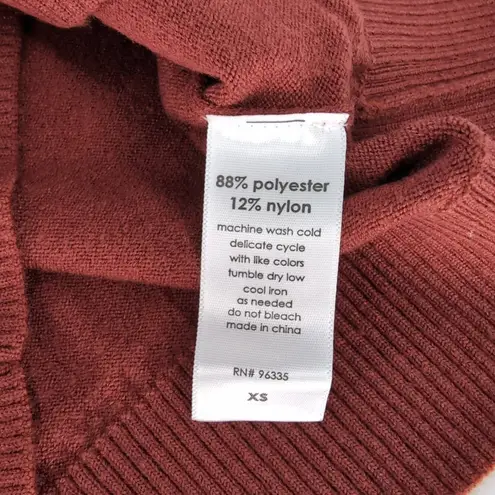 88% polyester
12% nylon
machine wash cold
delicate cycle
with like colors
tumble dry low
cool iron
as needed
do not bleach
made in china
RN# 96335
XS